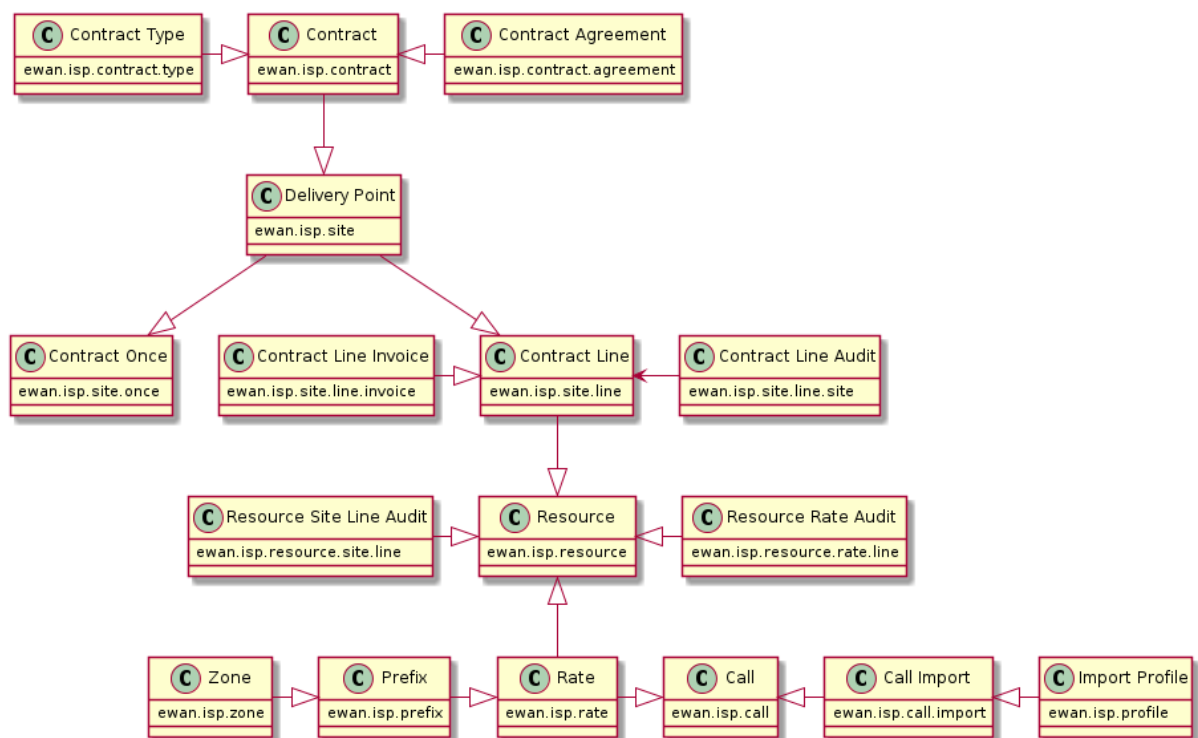 C Contract Type
ewan.isp.contract.type
C Contract
ewan.isp.contract
C Contract Agreement
ewan.isp.contract.agreement
C Delivery Point
ewan.isp.site
C Contract Once
ewan.isp.site.once
C Contract Line Invoice
ewan.isp.site.line.invoice
C Contract Line
ewan.isp.site.line
C Contract Line Audit
ewan.isp.site.line.site
C Resource Site Line Audit
ewan.isp.resource.site.line
C Resource
ewan.isp.resource
C Resource Rate Audit
ewan.isp.resource.rate.line
C Zone
ewan.isp.zone
C Prefix
ewan.isp.prefix
C Rate
ewan.isp.rate
C Call
ewan.isp.call
C Call Import
ewan.isp.call.import
C Import Profile
ewan.isp.profile